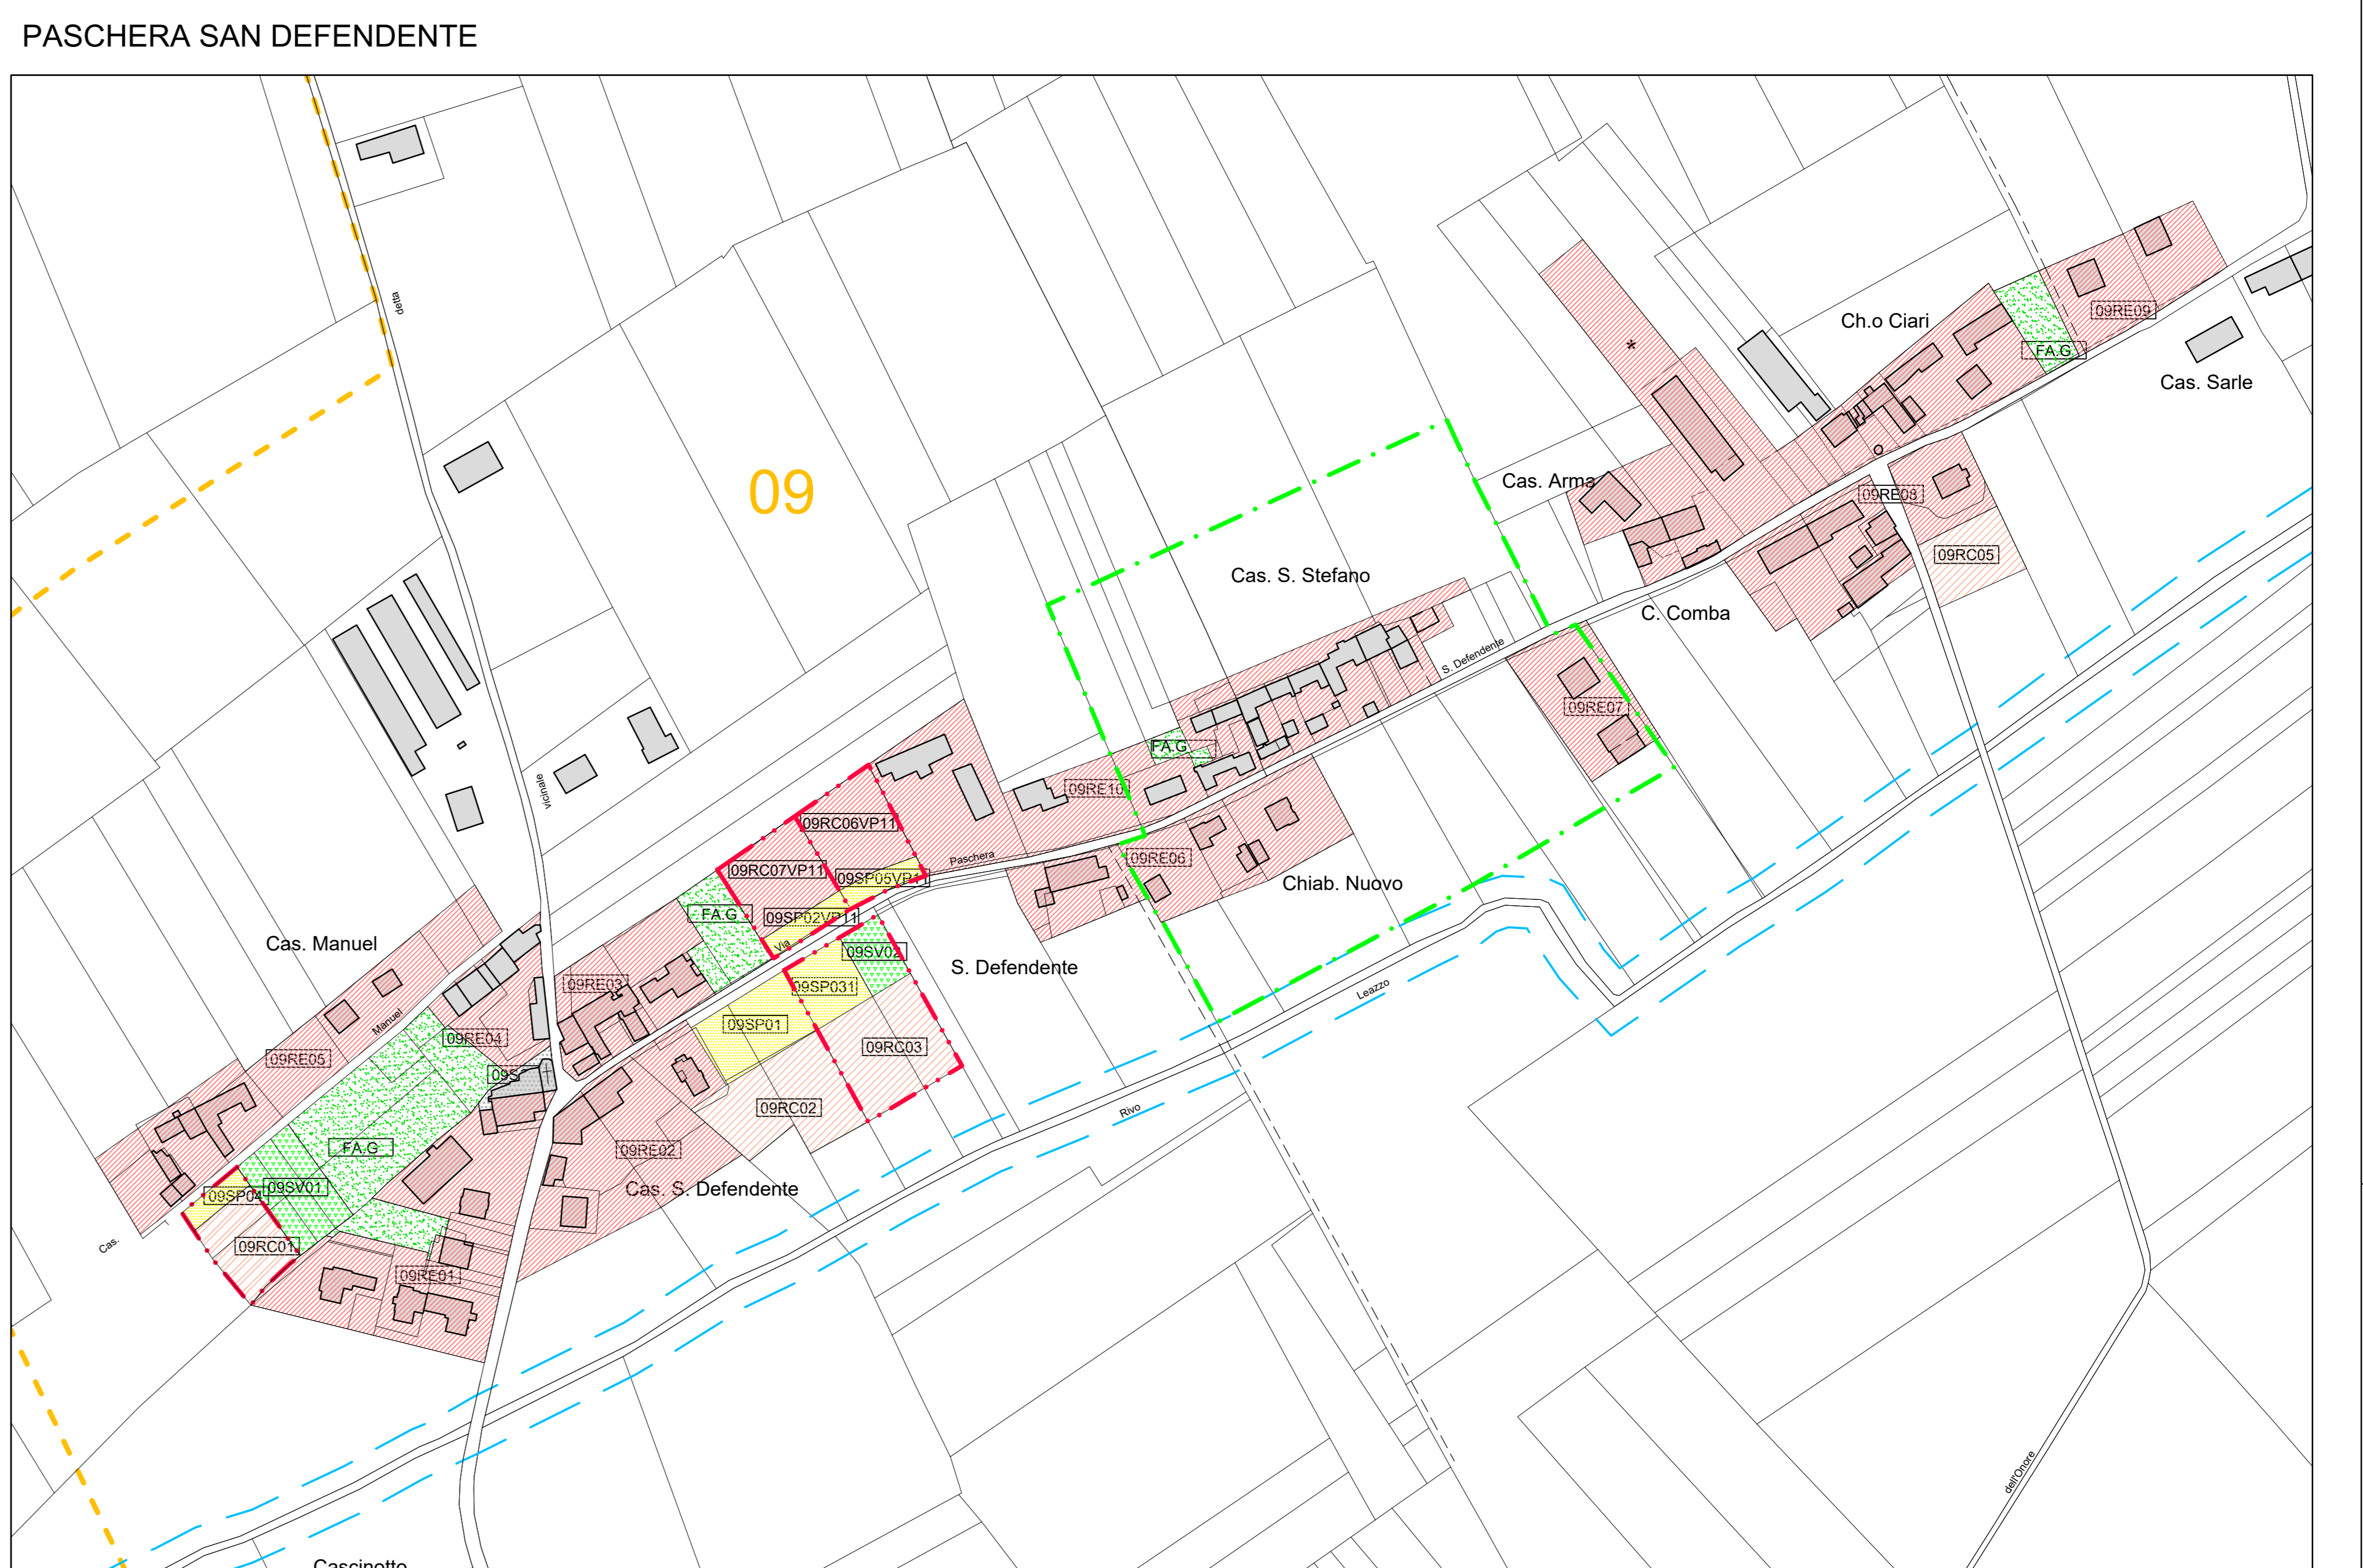 PASCHERA SAN DEFENDENTE
detta
Ch.o Ciari
09RE09
FA.G
Cas. Sarle
*
09
Cas. Arma
09RE08
09RC05
Cas. S. Stefano
C. Comba
S. Defendente
09RE07
FA.G
09RE10
vicinale
09RC06VP11
09RC07VP11
09SP05VP11
Paschera
09RE06
Chiab. Nuovo
FA.G
09SP02VP11
Via
Cas. Manuel
09SV02
S. Defendente
09RE03
09SP031
Leazzo
Manuel
09SP01
09RE04
09RC03
09RE05
09S
09RC02
Rivo
FA.G
09RE02
09SV01
09SP04
Cas. S. Defendente
Cas.
09RC01
09RE01
dell'Onore
Cascinotto